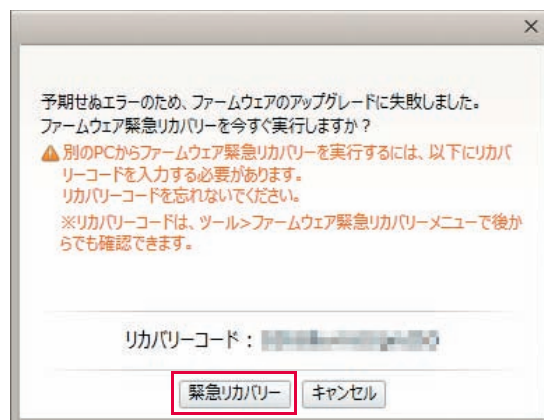 予期せぬエラーのため、ファームウェアのアップグレードに失敗しました。
ファームウェア緊急リカバリーを今すぐ実行しますか？
別のPCからファームウェア緊急リカバリーを実行するには、以下にリカバ
リーコードを入力する必要があります。
リカバリーコードを忘れないでください。
※リカバリーコードは、ツール>ファームウェア緊急リカバリーメニューで後か
らでも確認できます。
リカバリーコード：
緊急リカバリー キャンセル